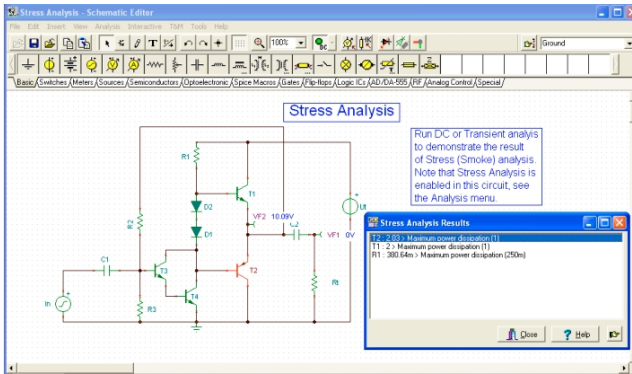 Stress Analysis - Schematic Editor
File Edit Insert View Analysis Interactive T&M Tools Help
100%
Ground
Basic Switches Meters Sources Semiconductors Optoelectronic Spice Macros Gates Flip-flops Logic ICs AD/DA-555 RF Analog Control Special
Stress Analysis
Run DC or Transient analyis
to demonstrate the result
of Stress (Smoke) analysis.
Note that Stress Analysis is
enabled in this circuit, see
the Analysis menu.
R1
T1
D2
VF2 10.09V
Ut
R2
D1
C2
VF1 0V
C1
T3
T2
Rt
T4
In
R3
Stress Analysis Results
T2 : 2.03 > Maximum power dissipation (1)
T1 : 2 > Maximum power dissipation (1)
R1 : 380.64m > Maximum power dissipation (250m)
Close
Help